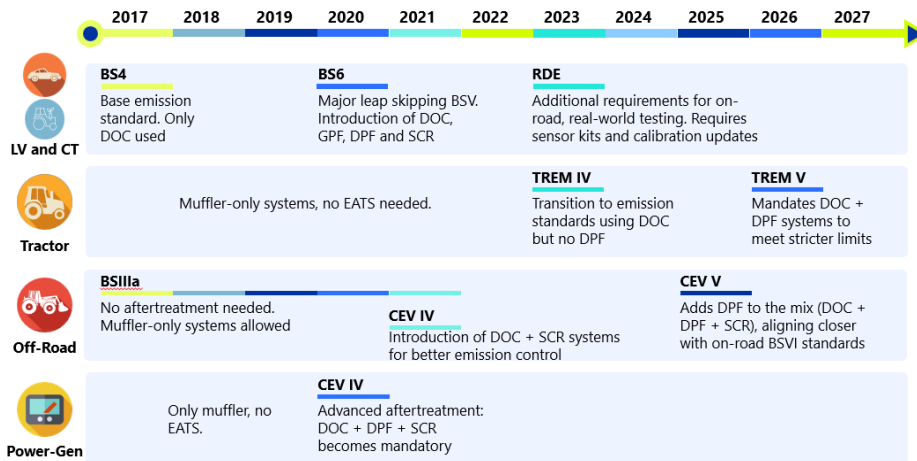 2017 2018 2019 2020 2021 2022 2023 2024 2025 2026 2027
LV and CT
BS4
Base emission
standard. Only
DOC used
BS6
Major leap skipping BSV.
Introduction of DOC,
GPF, DPF and SCR
RDE
Additional requirements for on-
road, real-world testing. Requires
sensor kits and calibration updates
Tractor
Muffler-only systems, no EATS needed.
TREM IV
Transition to emission
standards using DOC
but no DPF
TREM V
Mandates DOC +
DPF systems to
meet stricter limits
Off-Road
BSIIIa
No aftertreatment needed.
Muffler-only systems allowed
CEV IV
Introduction of DOC + SCR systems
for better emission control
CEV V
Adds DPF to the mix (DOC +
DPF + SCR), aligning closer
with on-road BSVI standards
Power-Gen
Only muffler, no
EATS.
CEV IV
Advanced aftertreatment:
DOC + DPF + SCR
becomes mandatory